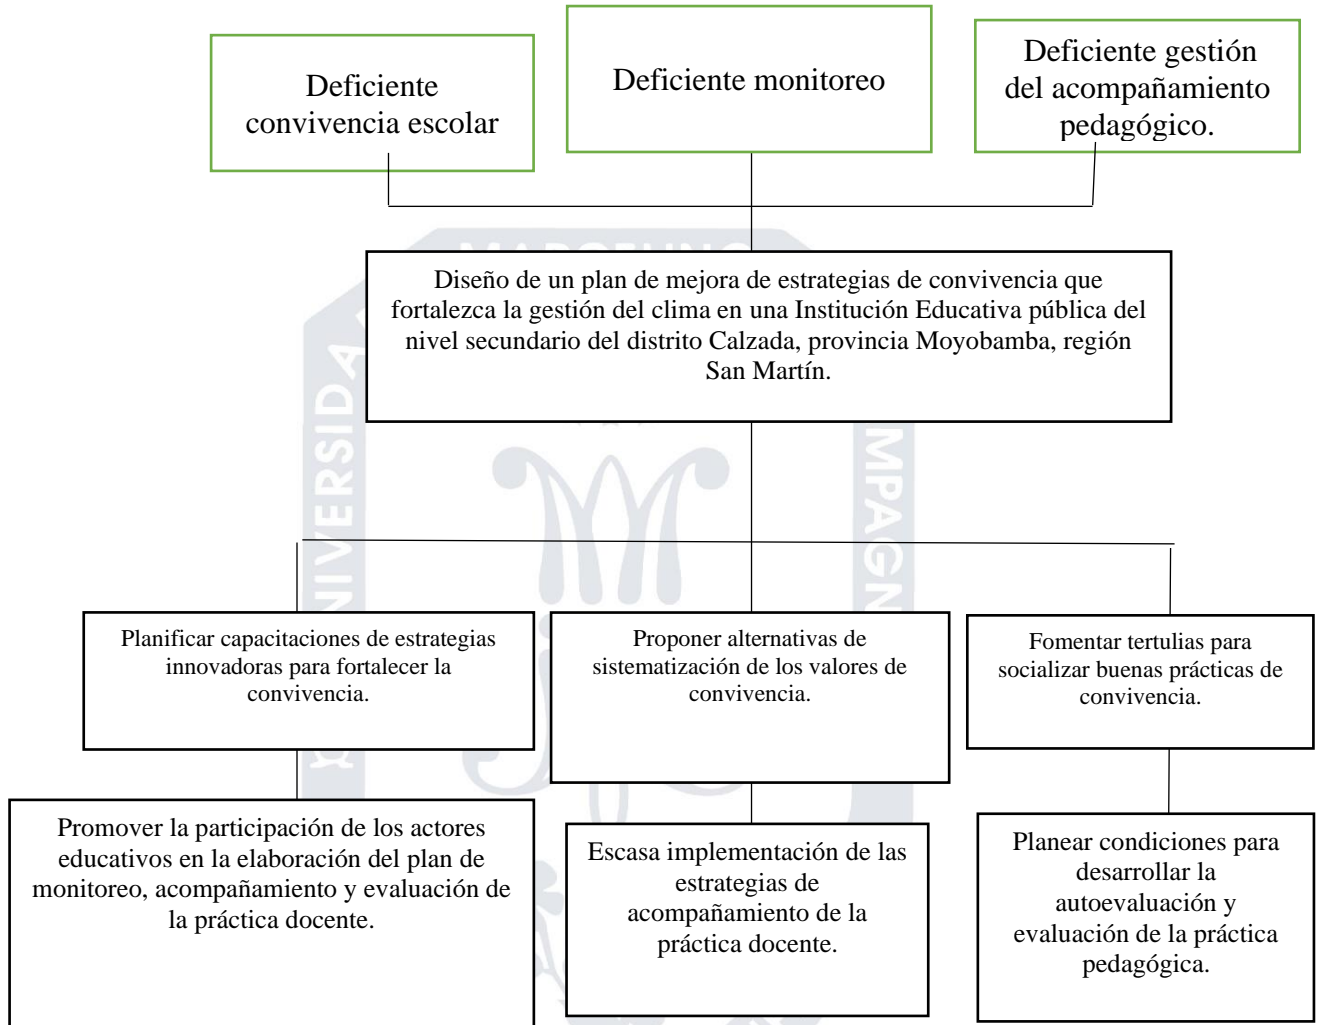 Deficiente
convivencia escolar
Deficiente monitoreo
Deficiente gestión
del acompañamiento
pedagógico.
Diseño de un plan de mejora de estrategias de convivencia que
fortalezca la gestión del clima en una Institución Educativa pública del
nivel secundario del distrito Calzada, provincia Moyobamba, región
San Martín.
Planificar capacitaciones de estrategias
innovadoras para fortalecer la
convivencia.
Proponer alternativas de
sistematización de los valores de
convivencia.
Fomentar tertulias para
socializar buenas prácticas de
convivencia.
Promover la participación de los actores
educativos en la elaboración del plan de
monitoreo, acompañamiento y evaluación de
la práctica docente.
Escasa implementación de las
estrategias de
acompañamiento de la
práctica docente.
Planear condiciones para
desarrollar la
autoevaluación y
evaluación de la práctica
pedagógica.